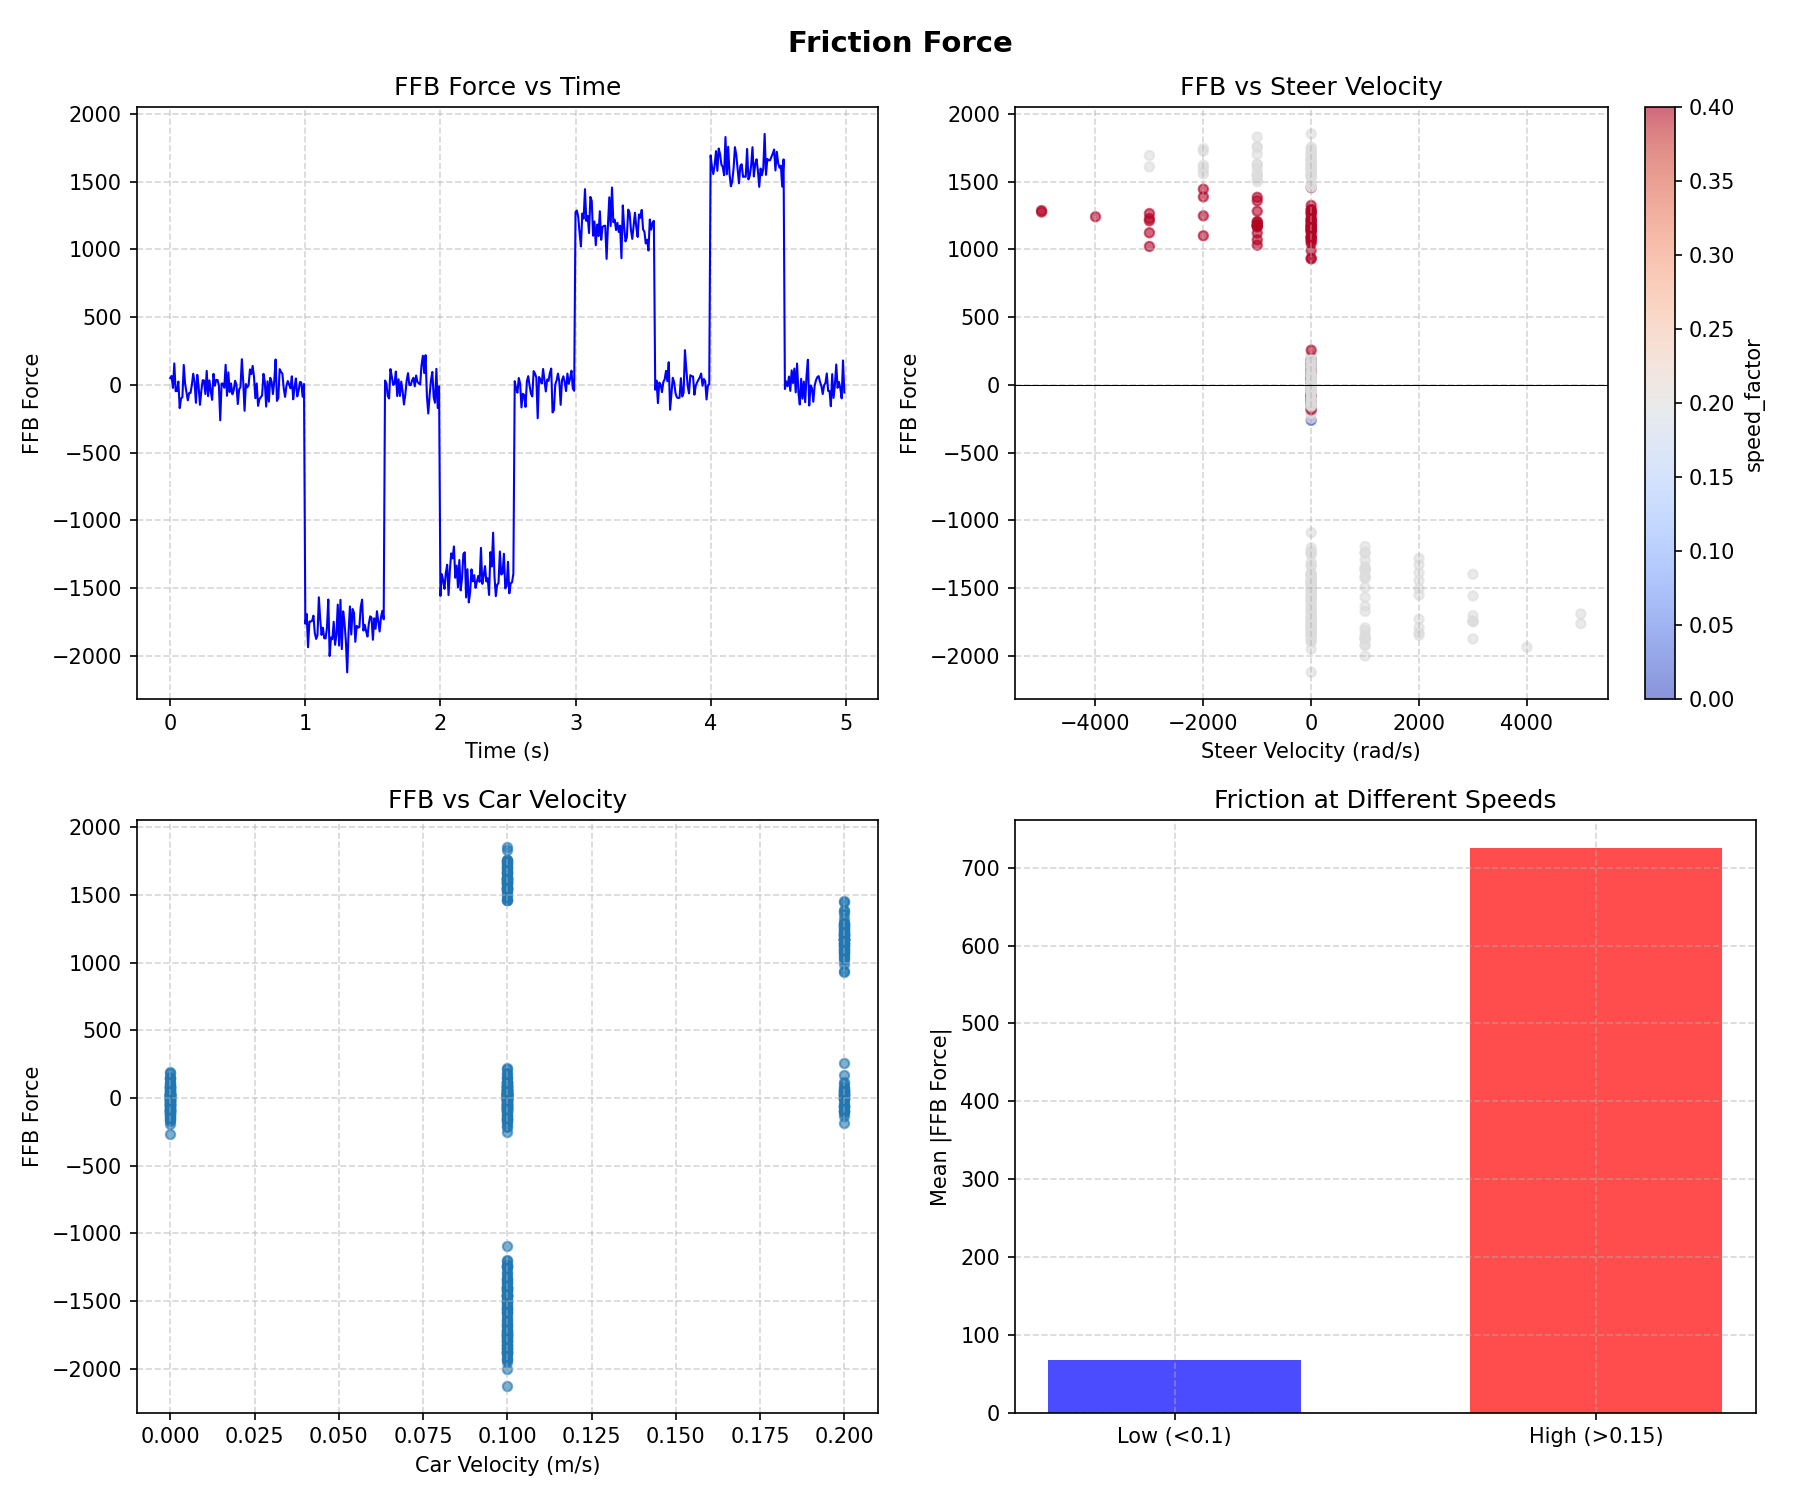 Friction Force
FFB Force vs Time
FFB Force
2000
1500
1000
500
0
−500
−1000
−1500
−2000
0 1 2 3 4 5
Time (s)
FFB vs Steer Velocity
FFB Force
2000
1500
1000
500
0
−500
−1000
−1500
−2000
−4000 −2000 0 2000 4000
Steer Velocity (rad/s)
0.40
0.35
0.30
0.25
0.20
0.15
0.10
0.05
0.00
speed_factor
FFB vs Car Velocity
FFB Force
2000
1500
1000
500
0
−500
−1000
−1500
−2000
0.000 0.025 0.050 0.075 0.100 0.125 0.150 0.175 0.200
Car Velocity (m/s)
Friction at Different Speeds
Mean |FFB Force|
700
600
500
400
300
200
100
0
Low (<0.1) High (>0.15)